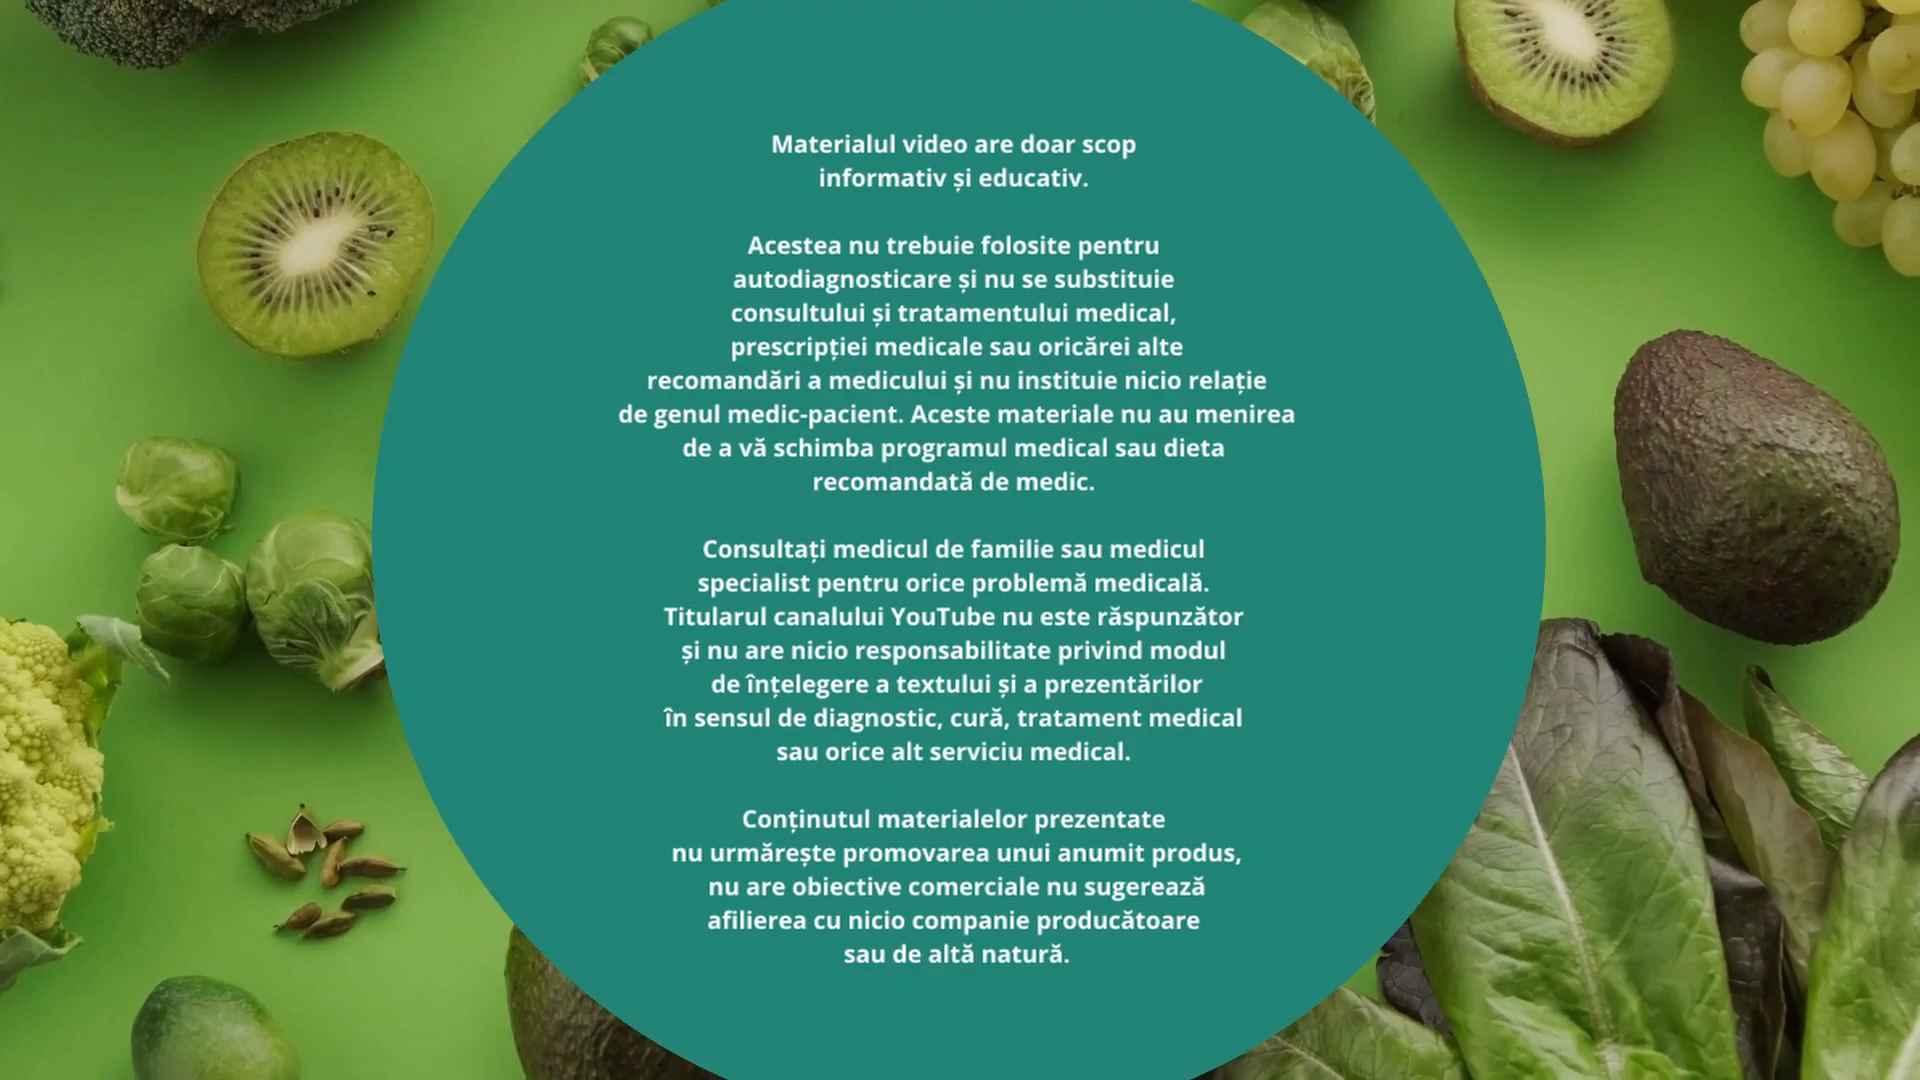 Materialul video are doar scop
informativ și educativ.
Acestea nu trebuie folosite pentru
autodiagnosticare și nu se substituie
consultului și tratamentului medical,
prescripției medicale sau oricărei alte
recomandări a medicului și nu instituie nicio relație
de genul medic-pacient. Aceste materiale nu au menirea
de a vă schimba programul medical sau dieta
recomandată de medic.
Consultați medicul de familie sau medicul
specialist pentru orice problemă medicală.
Titularul canalului YouTube nu este răspunzător
și nu are nicio responsabilitate privind modul
de înțelegere a textului și a prezentărilor
în sensul de diagnostic, cură, tratament medical
sau orice alt serviciu medical.
Conținutul materialelor prezentate
nu urmărește promovarea unui anumit produs,
nu are obiective comerciale nu sugerează
afilierea cu nicio companie producătoare
sau de altă natură.